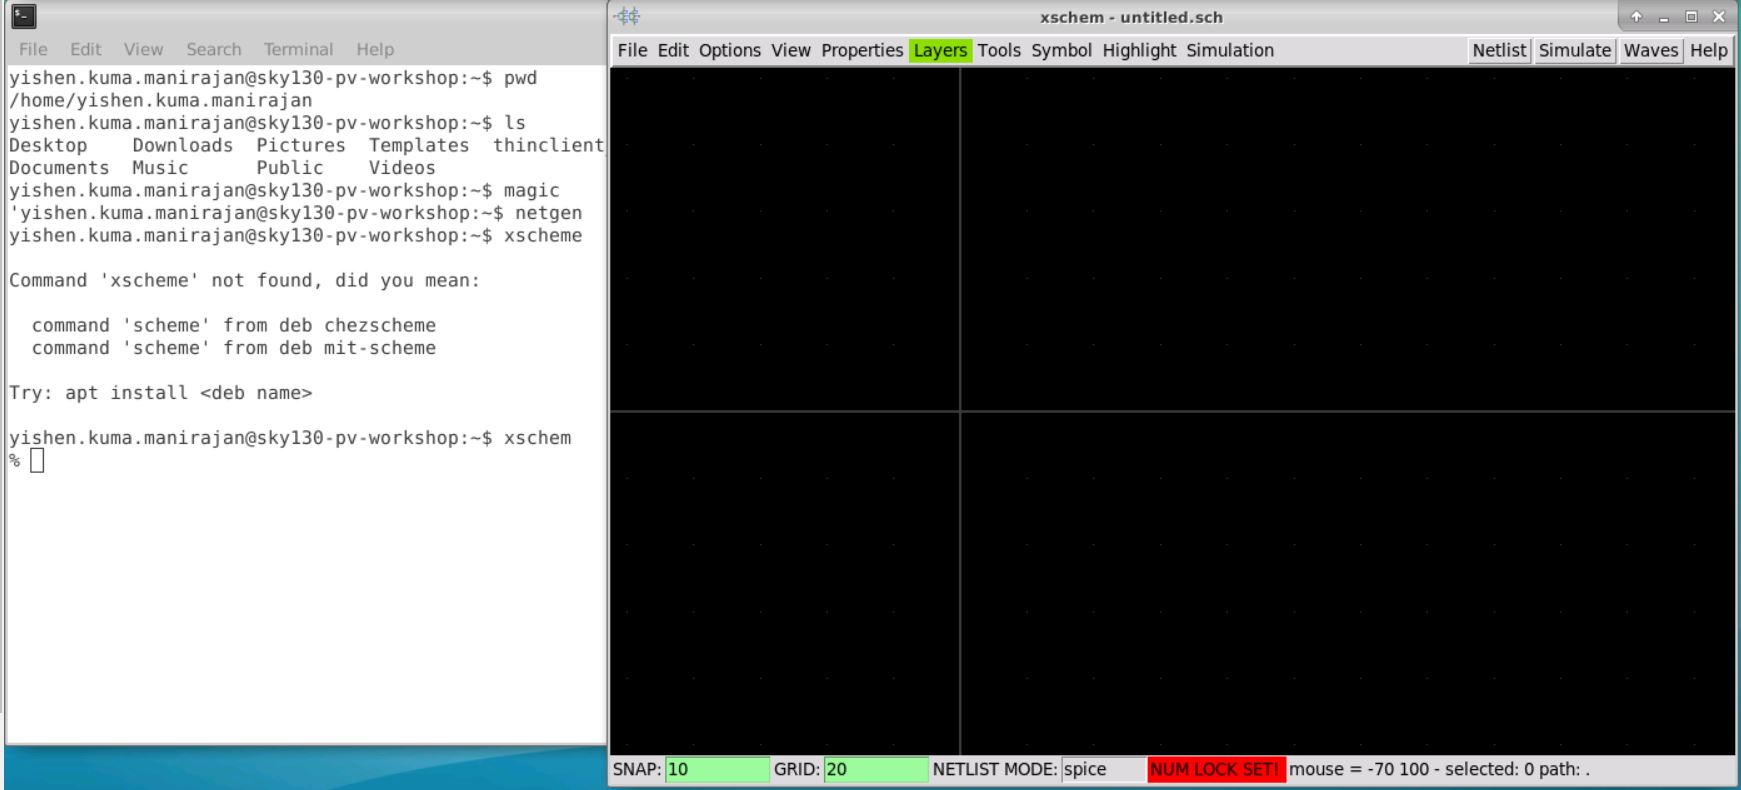 File Edit View Search Terminal Help
yishen.kuma.manirajan@sky130-pv-workshop:~$ pwd
/home/yishen.kuma.manirajan
yishen.kuma.manirajan@sky130-pv-workshop:~$ ls
Desktop Downloads Pictures Templates thinclient
Documents Music Public Videos
yishen.kuma.manirajan@sky130-pv-workshop:~$ magic
'yishen.kuma.manirajan@sky130-pv-workshop:~$ netgen
yishen.kuma.manirajan@sky130-pv-workshop:~$ xscheme
Command 'xscheme' not found, did you mean:
command 'scheme' from deb chezscheme
command 'scheme' from deb mit-scheme
Try: apt install <deb name>
yishen.kuma.manirajan@sky130-pv-workshop:~$ xschem
%
xschem - untitled.sch
File Edit Options View Properties Layers Tools Symbol Highlight Simulation Netlist Simulate Waves Help
SNAP: 10 GRID: 20 NETLIST MODE: spice NUM LOCK SET! mouse = -70 100 - selected: 0 path: .